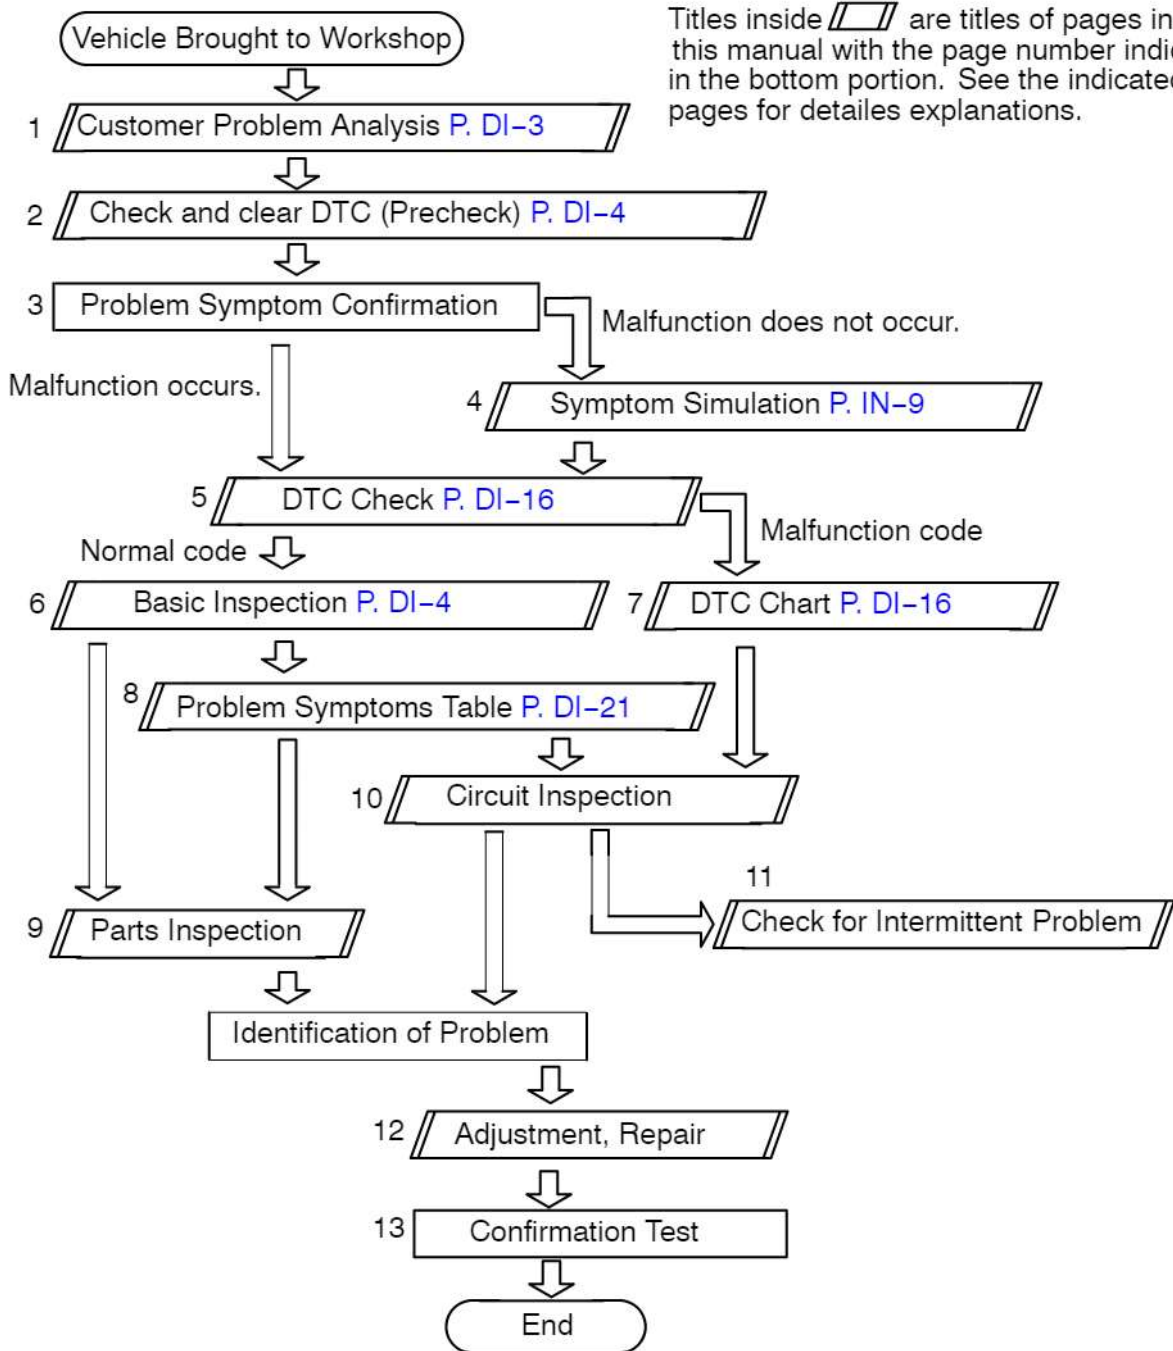 Vehicle Brought to Workshop
Titles inside are titles of pages in
this manual with the page number
in the bottom portion. See the indicated
pages for detailes explanations.
1 Customer Problem Analysis P. DI-3
2 Check and clear DTC (Precheck) P. DI-4
3 Problem Symptom Confirmation
Malfunction does not occur.
Malfunction occurs.
4 Symptom Simulation P. IN-9
5 DTC Check P. DI-16
Normal code
Malfunction code
6 Basic Inspection P. DI-4
7 DTC Chart P. DI-16
8 Problem Symptoms Table P. DI-21
10 Circuit Inspection
11
Check for Intermittent Problem
9 Parts Inspection
Identification of Problem
12 Adjustment, Repair
13 Confirmation Test
End